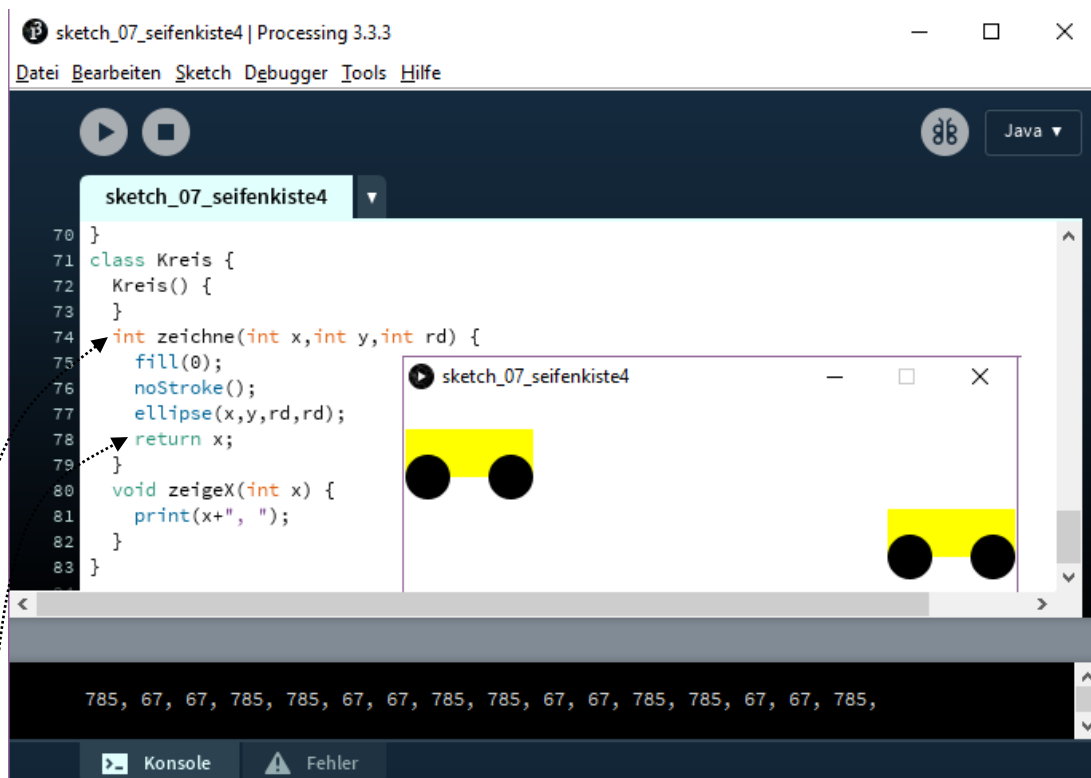 sketch_07_seifenkiste4 | Processing 3.3.3
Datei Bearbeiten Sketch Debugger Tools Hilfe
Java ▼
sketch_07_seifenkiste4 ▼
70 }
71 class Kreis {
72   Kreis() {
73   }
74   int zeichne(int x,int y,int rd) {
75     fill(0);
76     noStroke();
77     ellipse(x,y,rd,rd);
78     return x;
79   }
80   void zeigeX(int x) {
81     print(x+", ");
82   }
83 }
sketch_07_seifenkiste4
785, 67, 67, 785, 785, 67, 67, 785, 785, 67, 67, 785, 785, 67, 67, 785,
Konsole Fehler